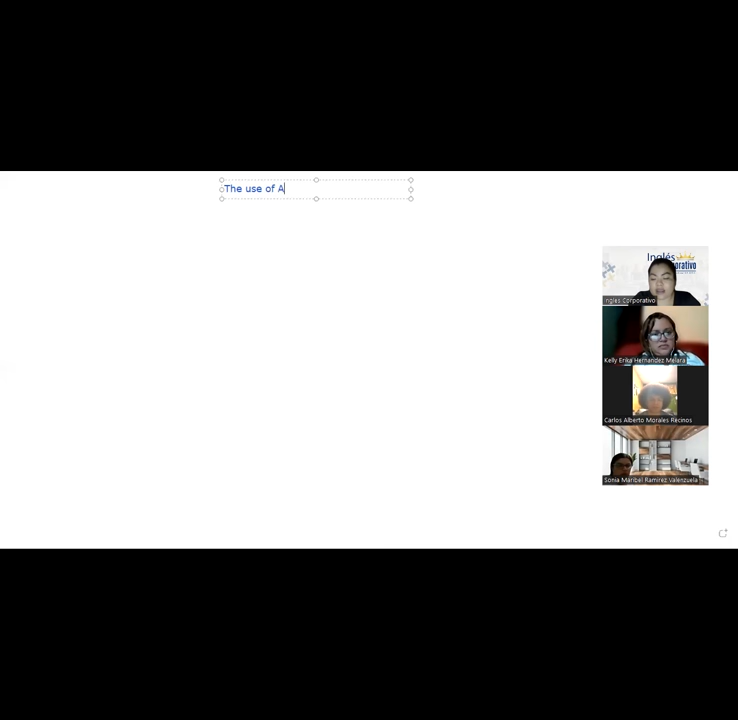 The use of A
Inglés
Corporativo
Ingles Corporativo
Kelly Erika Hernandez Melara
Carlos Alberto Morales Recinos
Sonia Maribel Ramirez Valenzuela